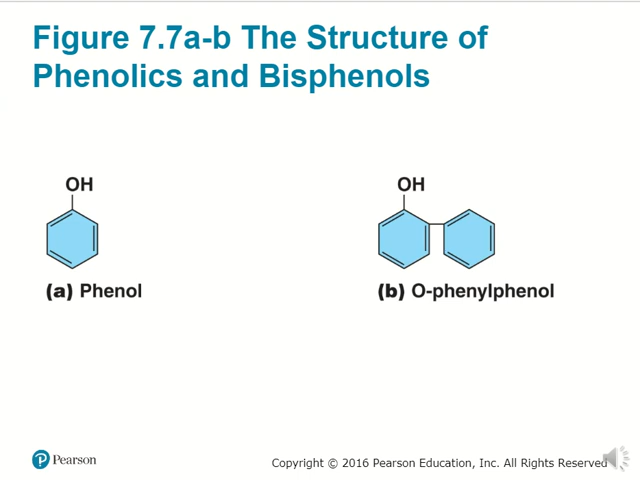 Figure 7.7a-b The Structure of
Phenolics and Bisphenols
OH
OH
(a) Phenol
(b) O-phenylphenol
Pearson
Copyright © 2016 Pearson Education, Inc. All Rights Reserved